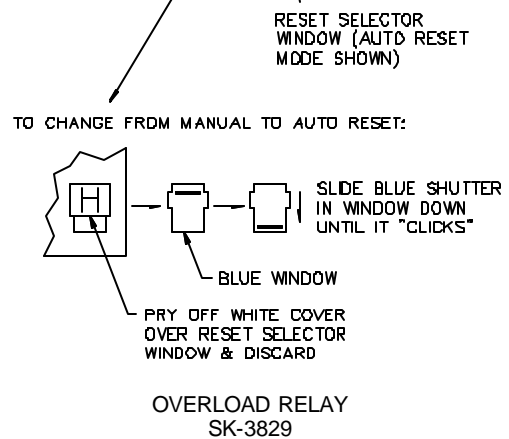 RESET SELECTOR
WINDOW (AUTO RESET
MODE SHOWN)
TO CHANGE FROM MANUAL TO AUTO RESET:
H
SLIDE BLUE SHUTTER
IN WINDOW DOWN
UNTIL IT "CLICKS"
BLUE WINDOW
PRY OFF WHITE COVER
OVER RESET SELECTOR
WINDOW & DISCARD
OVERLOAD RELAY
SK-3829